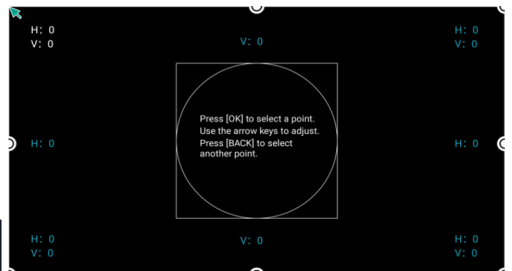 H: 0
V: 0
V: 0
H: 0
V: 0
Press [OK] to select a point.
Use the arrow keys to adjust.
Press [BACK] to select
another point.
H: 0
H: 0
H: 0
V: 0
V: 0
H: 0
V: 0